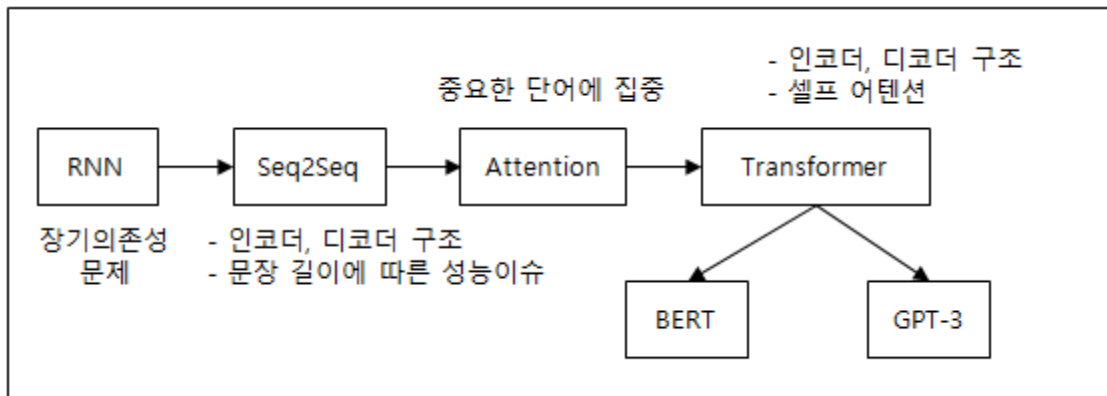 - 인코더, 디코더 구조
중요한 단어에 집중
- 셀프 어텐션
RNN
Seq2Seq
Attention
Transformer
장기의존성
문제
- 인코더, 디코더 구조
- 문장 길이에 따른 성능이슈
BERT
GPT-3